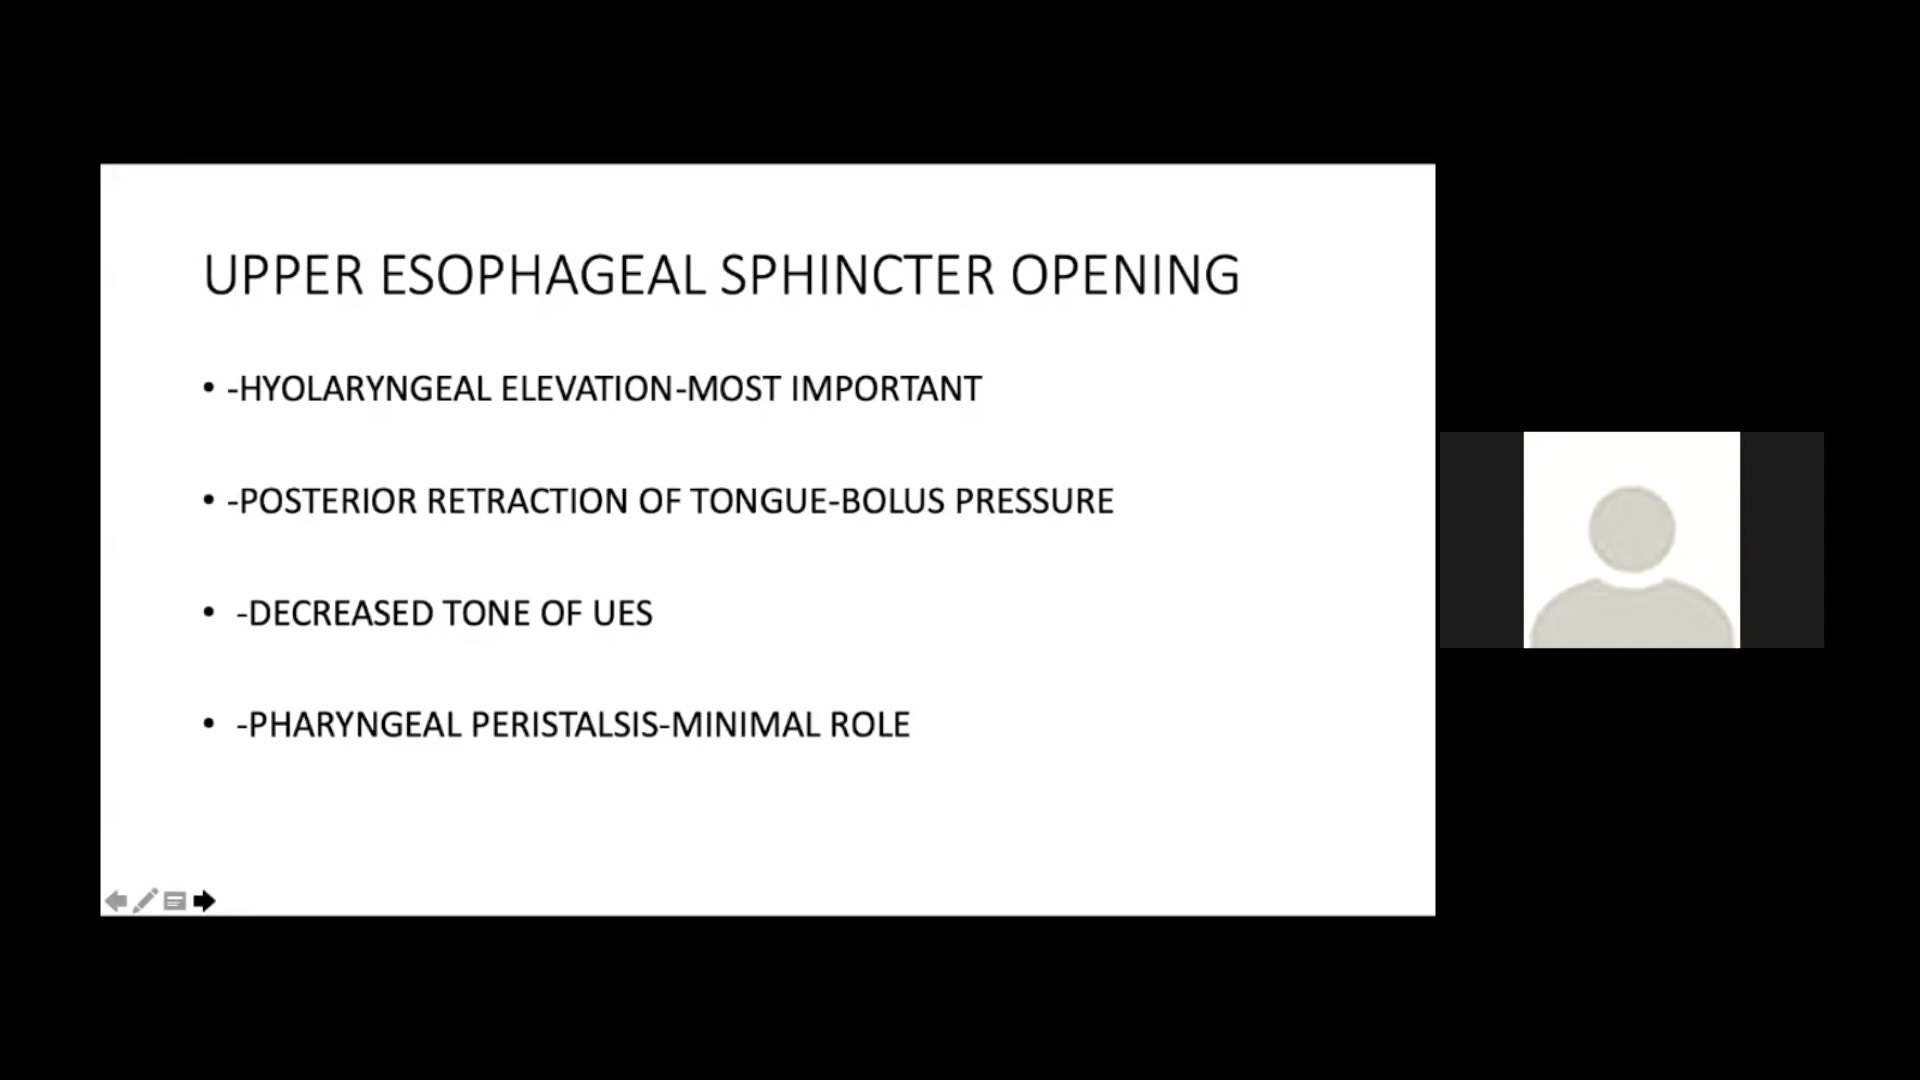 UPPER ESOPHAGEAL SPHINCTER OPENING
• -HYOLARYNGEAL ELEVATION-MOST IMPORTANT
• -POSTERIOR RETRACTION OF TONGUE-BOLUS PRESSURE
• -DECREASED TONE OF UES
• -PHARYNGEAL PERISTALSIS-MINIMAL ROLE